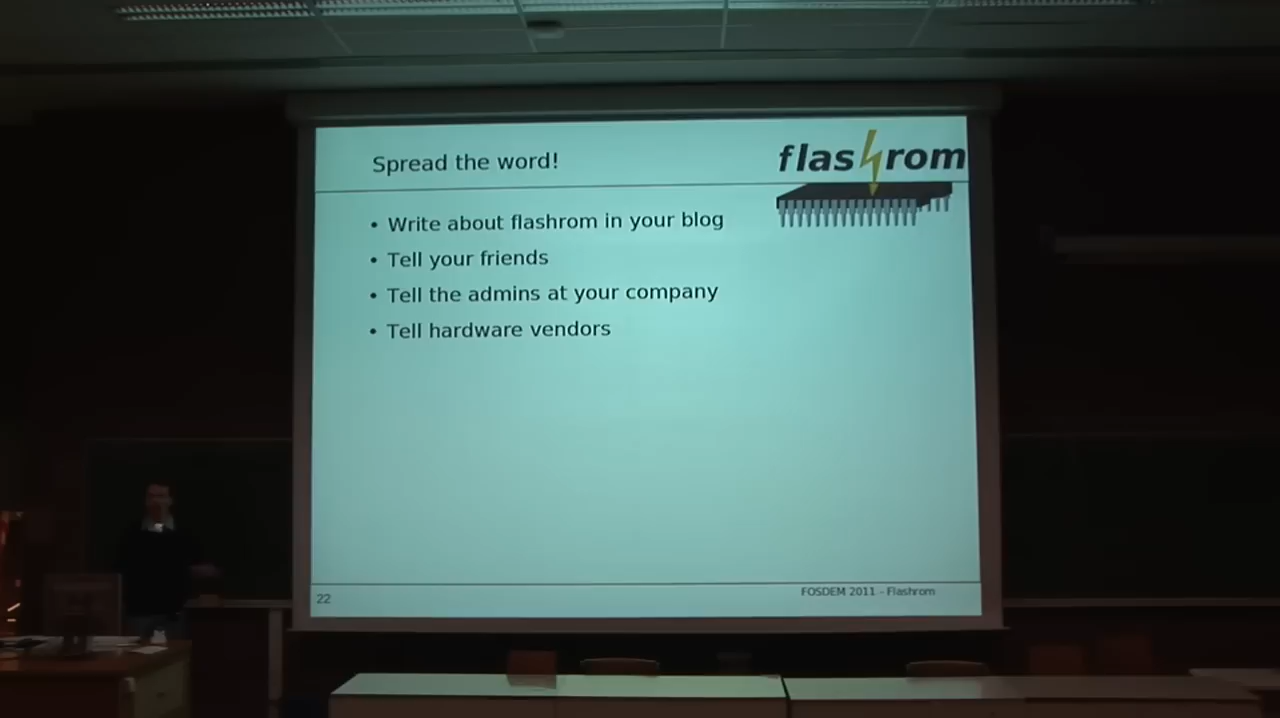 Spread the word!
flashrom
• Write about flashrom in your blog
• Tell your friends
• Tell the admins at your company
• Tell hardware vendors
22
FOSDEM 2011 - Flashrom